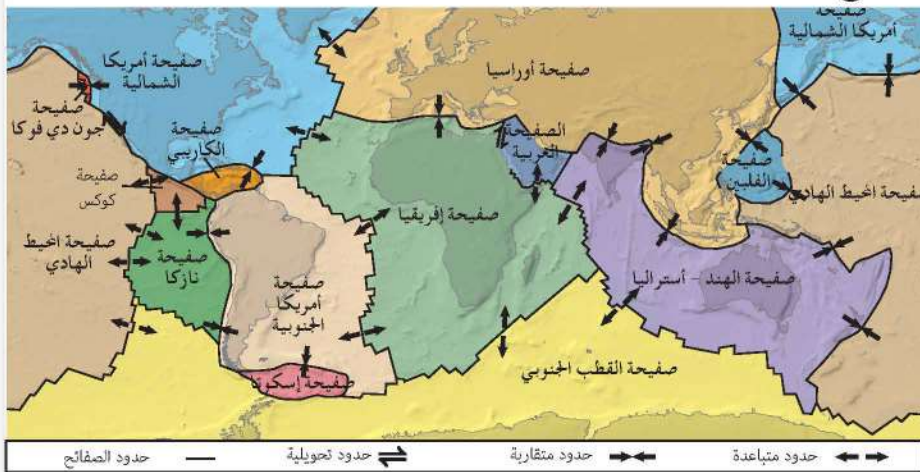 صفيحة
أمريكا الشمالية
صفيحة أمريكا
الشمالية
صفيحة أوراسيا
صفيحة
جون دي فوكا
صفيحة
الكاريبي
الصفيحة
العربية
صفيحة
الفلبين
صفيحة المحيط الهادي
صفيحة
كوكس
صفيحة إفريقيا
صفيحة المحيط
الهادي
صفيحة
نازكا
صفيحة
أمريكا
الجنوبية
صفيحة الهند - أستراليا
صفيحة القطب الجنوبي
صفيحة إسكوتيا
حدود متباعدة
حدود متقاربة
حدود تحويلية
حدود الصفائح